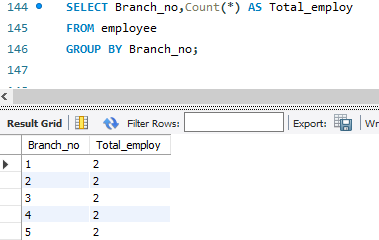 144 SELECT Branch_no,Count(*) AS Total_employ
145 FROM employee
146 GROUP BY Branch_no;
147
Result Grid Filter Rows: Export: Wr
Branch_no Total_employ
1 2
2 2
3 2
4 2
5 2